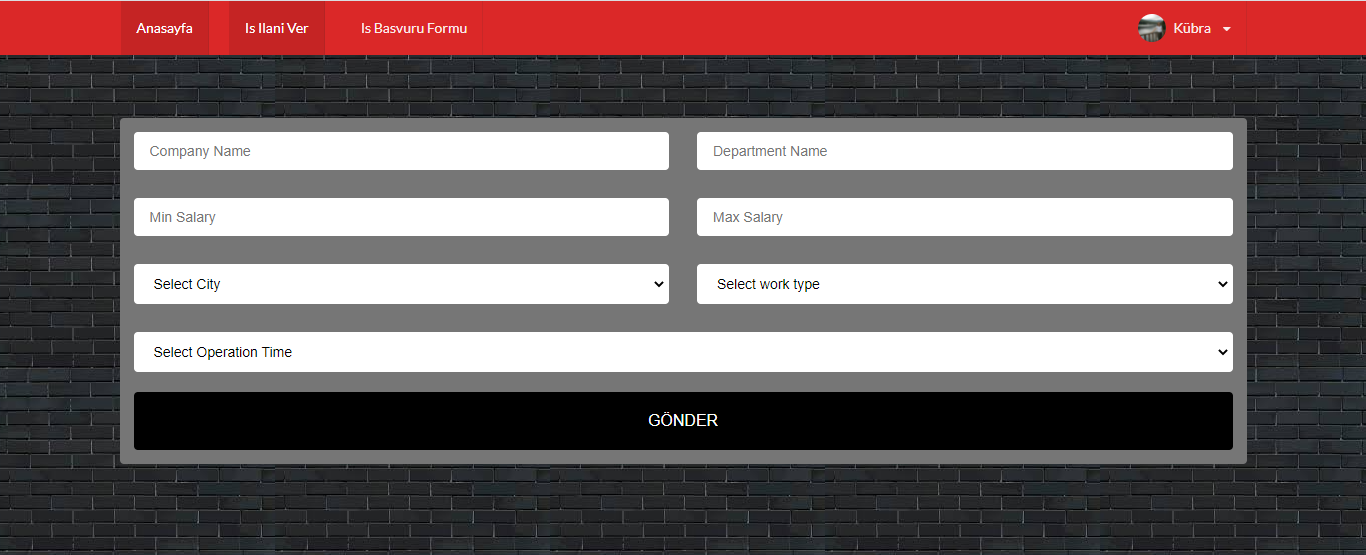 Anasayfa Is Ilani Ver Is Basvuru Formu Kübra
Company Name Department Name
Min Salary Max Salary
Select City Select work type
Select Operation Time
GÖNDER